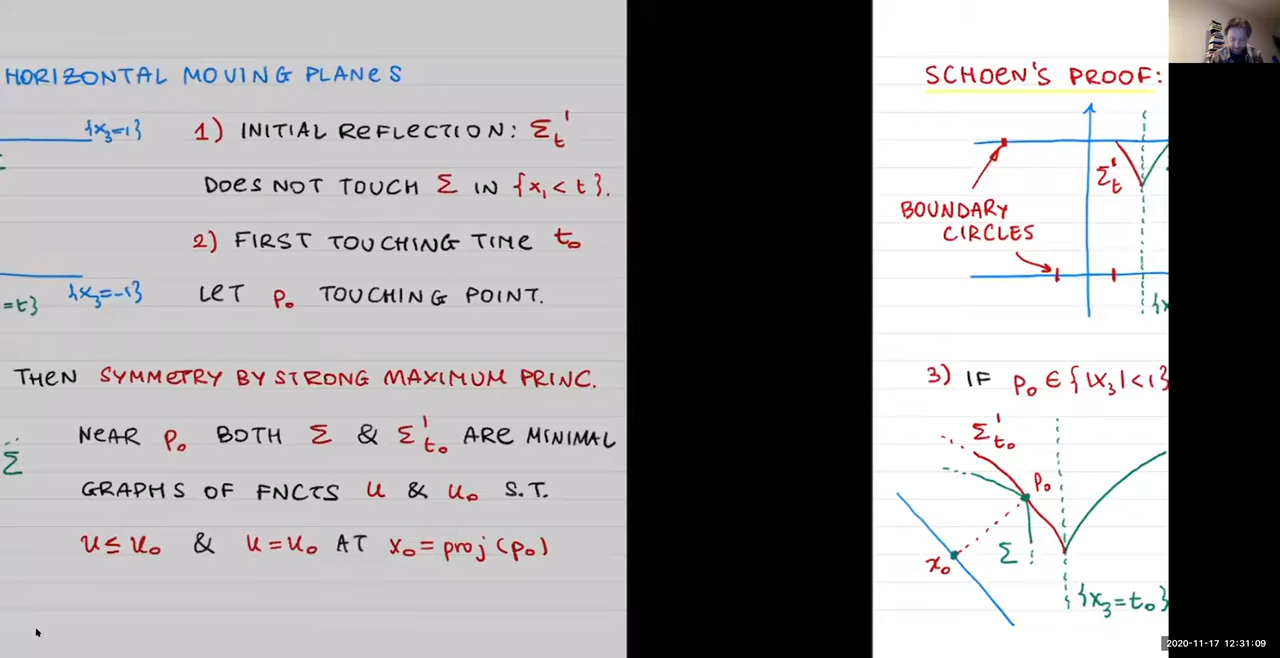 HORIZONTAL MOVING PLANES
{x₃=1}
1) INITIAL REFLECTION: Σₜ'
DOES NOT TOUCH Σ IN {x₁ < t}.
2) FIRST TOUCHING TIME t₀
=t} {x₃=-1}
LET p₀ TOUCHING POINT.
THEN SYMMETRY BY STRONG MAXIMUM PRINC.
NEAR p₀ BOTH Σ & Σ'ₜ₀ ARE MINIMAL
Σ
GRAPHS OF FNCTS u & u₀ S.T.
u ≤ u₀ & u = u₀ AT x₀ = proj(p₀)
SCHOEN'S PROOF:
Σₜ'
BOUNDARY
CIRCLES
{x
3) IF p₀ ∈ {|x₃|<1}
Σ'ₜ₀
p₀
Σ
x₀
{x₃=t₀}
2020-11-17 12:31:09